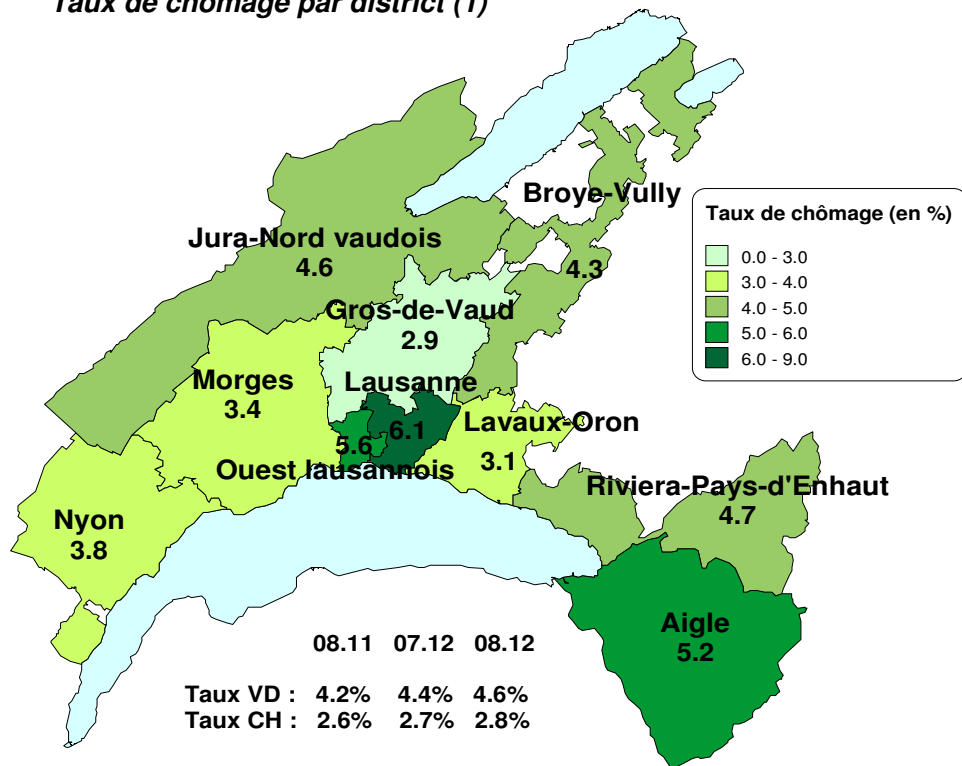 Taux de chômage par district (1)
Broye-Vully
4.3
Jura-Nord vaudois
4.6
Gros-de-Vaud
2.9
Morges
3.4
Lausanne
6.1
Lavaux-Oron
3.1
5.6
Ouest lausannois
Riviera-Pays-d'Enhaut
4.7
Nyon
3.8
Aigle
5.2
Taux de chômage (en %)
0.0 - 3.0
3.0 - 4.0
4.0 - 5.0
5.0 - 6.0
6.0 - 9.0
08.11 07.12 08.12
Taux VD : 4.2% 4.4% 4.6%
Taux CH : 2.6% 2.7% 2.8%